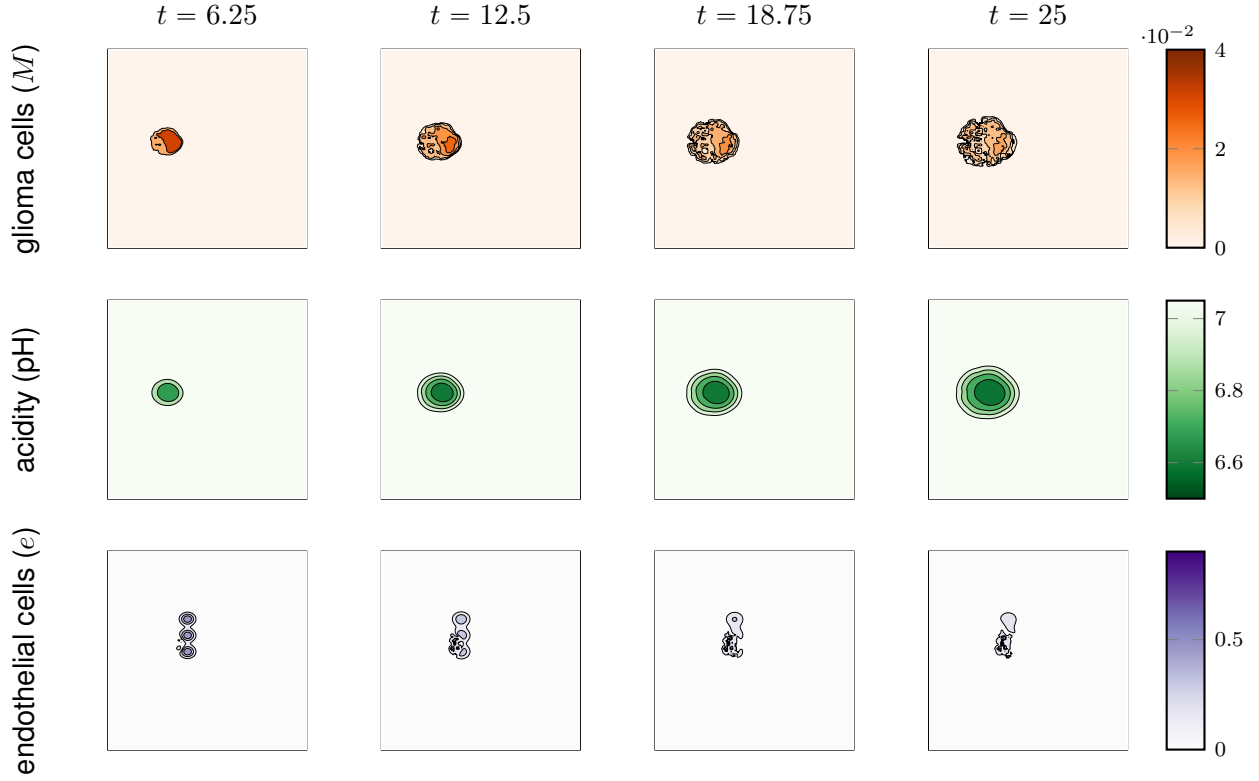 t = 6.25
t = 12.5
t = 18.75
t = 25
glioma cells (M)
·10⁻²
4
2
0
acidity (pH)
7
6.8
6.6
endothelial cells (e)
0.5
0